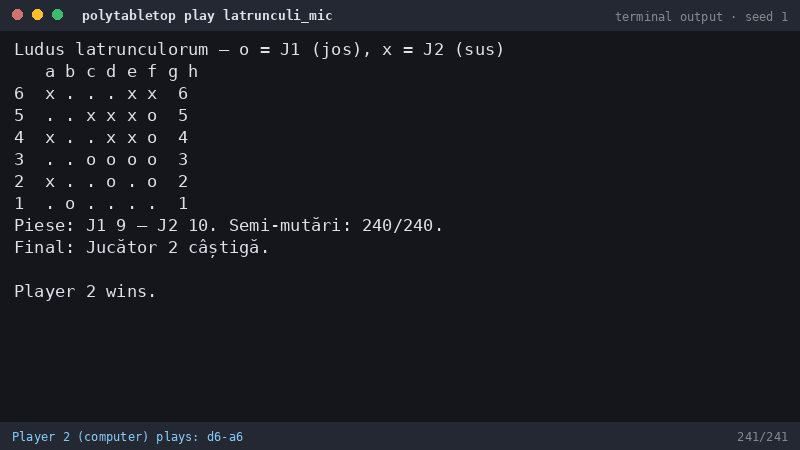 polytabletop play latrunculi_mic
terminal output · seed 1
Ludus latrunculorum — o = J1 (jos), x = J2 (sus)
   a b c d e f g h
6  x . . . x x  6
5  . . x x x o  5
4  x . . x x o  4
3  . . o o o o  3
2  x . . o . o  2
1  . o . . . .  1
Piese: J1 9 — J2 10. Semi-mutări: 240/240.
Final: Jucător 2 câștigă.
Player 2 wins.
Player 2 (computer) plays: d6-a6
241/241